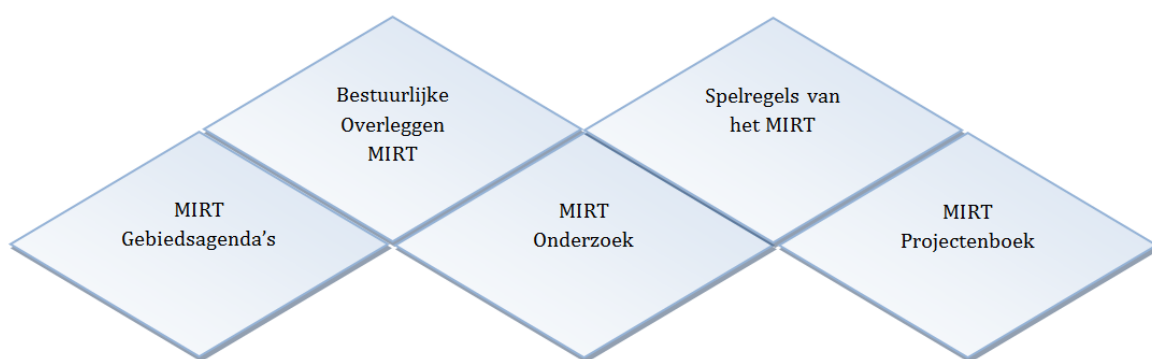 Bestuurlijke
Overleggen
MIRT
Spelregels van
het MIRT
MIRT
Gebiedsagenda's
MIRT
Onderzoek
MIRT
Projectenboek